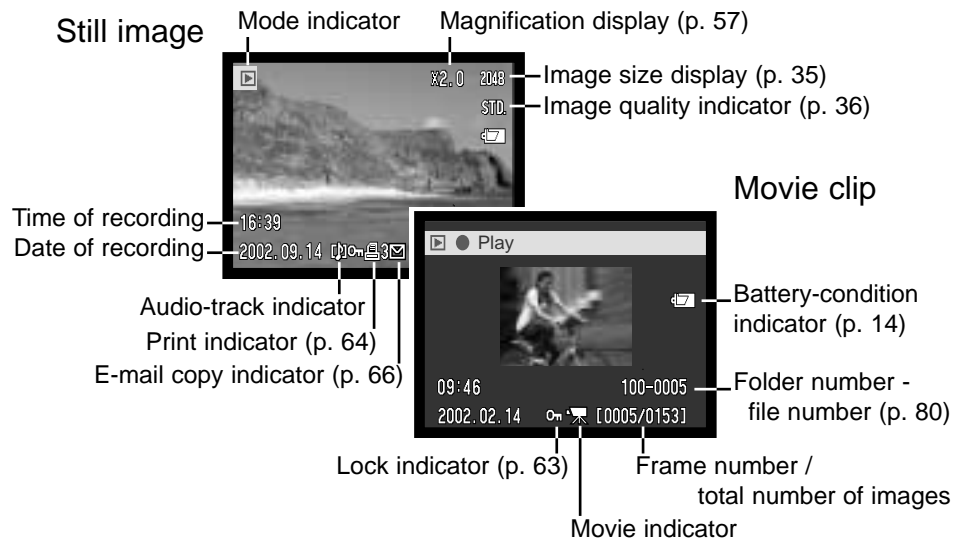 Still image
Mode indicator
Magnification display (p. 57)
X2.0 2048
Image size display (p. 35)
STD.
Image quality indicator (p. 36)
Movie clip
Time of recording
16:39
Date of recording
2002.09.14 3
Play
Audio-track indicator
Print indicator (p. 64)
E-mail copy indicator (p. 66)
Battery-condition
indicator (p. 14)
09:46 100-0005
Folder number -
file number (p. 80)
2002.02.14 [0005/0153]
Lock indicator (p. 63)
Frame number /
total number of images
Movie indicator